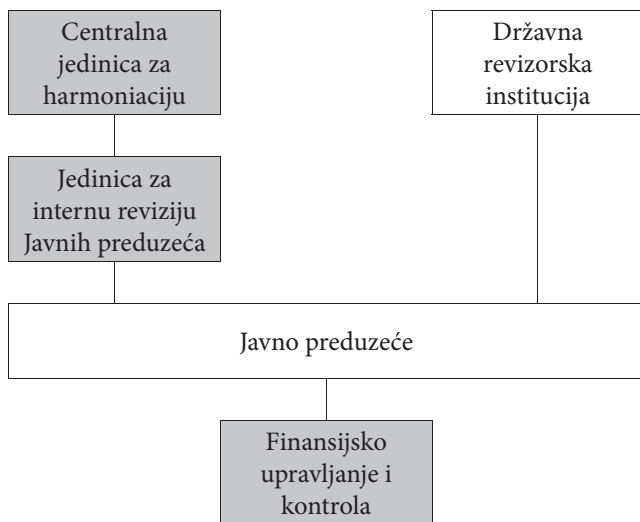 Centralna
jedinica za
harmoniaciju
Državna
revizorska
institucija
Jedinica za
internu reviziju
Javnih preduzeća
Javno preduzeće
Finansijsko
upravljanje i
kontrola